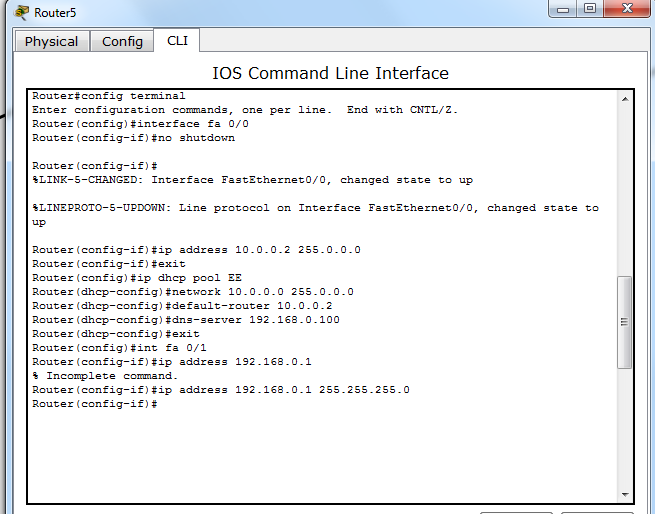 Router5
Physical Config CLI
IOS Command Line Interface
Router#config terminal
Enter configuration commands, one per line.  End with CNTL/Z.
Router(config)#interface fa 0/0
Router(config-if)#no shutdown
Router(config-if)#
%LINK-5-CHANGED: Interface FastEthernet0/0, changed state to up
%LINEPROTO-5-UPDOWN: Line protocol on Interface FastEthernet0/0, changed state to
up
Router(config-if)#ip address 10.0.0.2 255.0.0.0
Router(config-if)#exit
Router(config)#ip dhcp pool EE
Router(dhcp-config)#network 10.0.0.0 255.0.0.0
Router(dhcp-config)#default-router 10.0.0.2
Router(dhcp-config)#dns-server 192.168.0.100
Router(dhcp-config)#exit
Router(config)#int fa 0/1
Router(config-if)#ip address 192.168.0.1
% Incomplete command.
Router(config-if)#ip address 192.168.0.1 255.255.255.0
Router(config-if)#